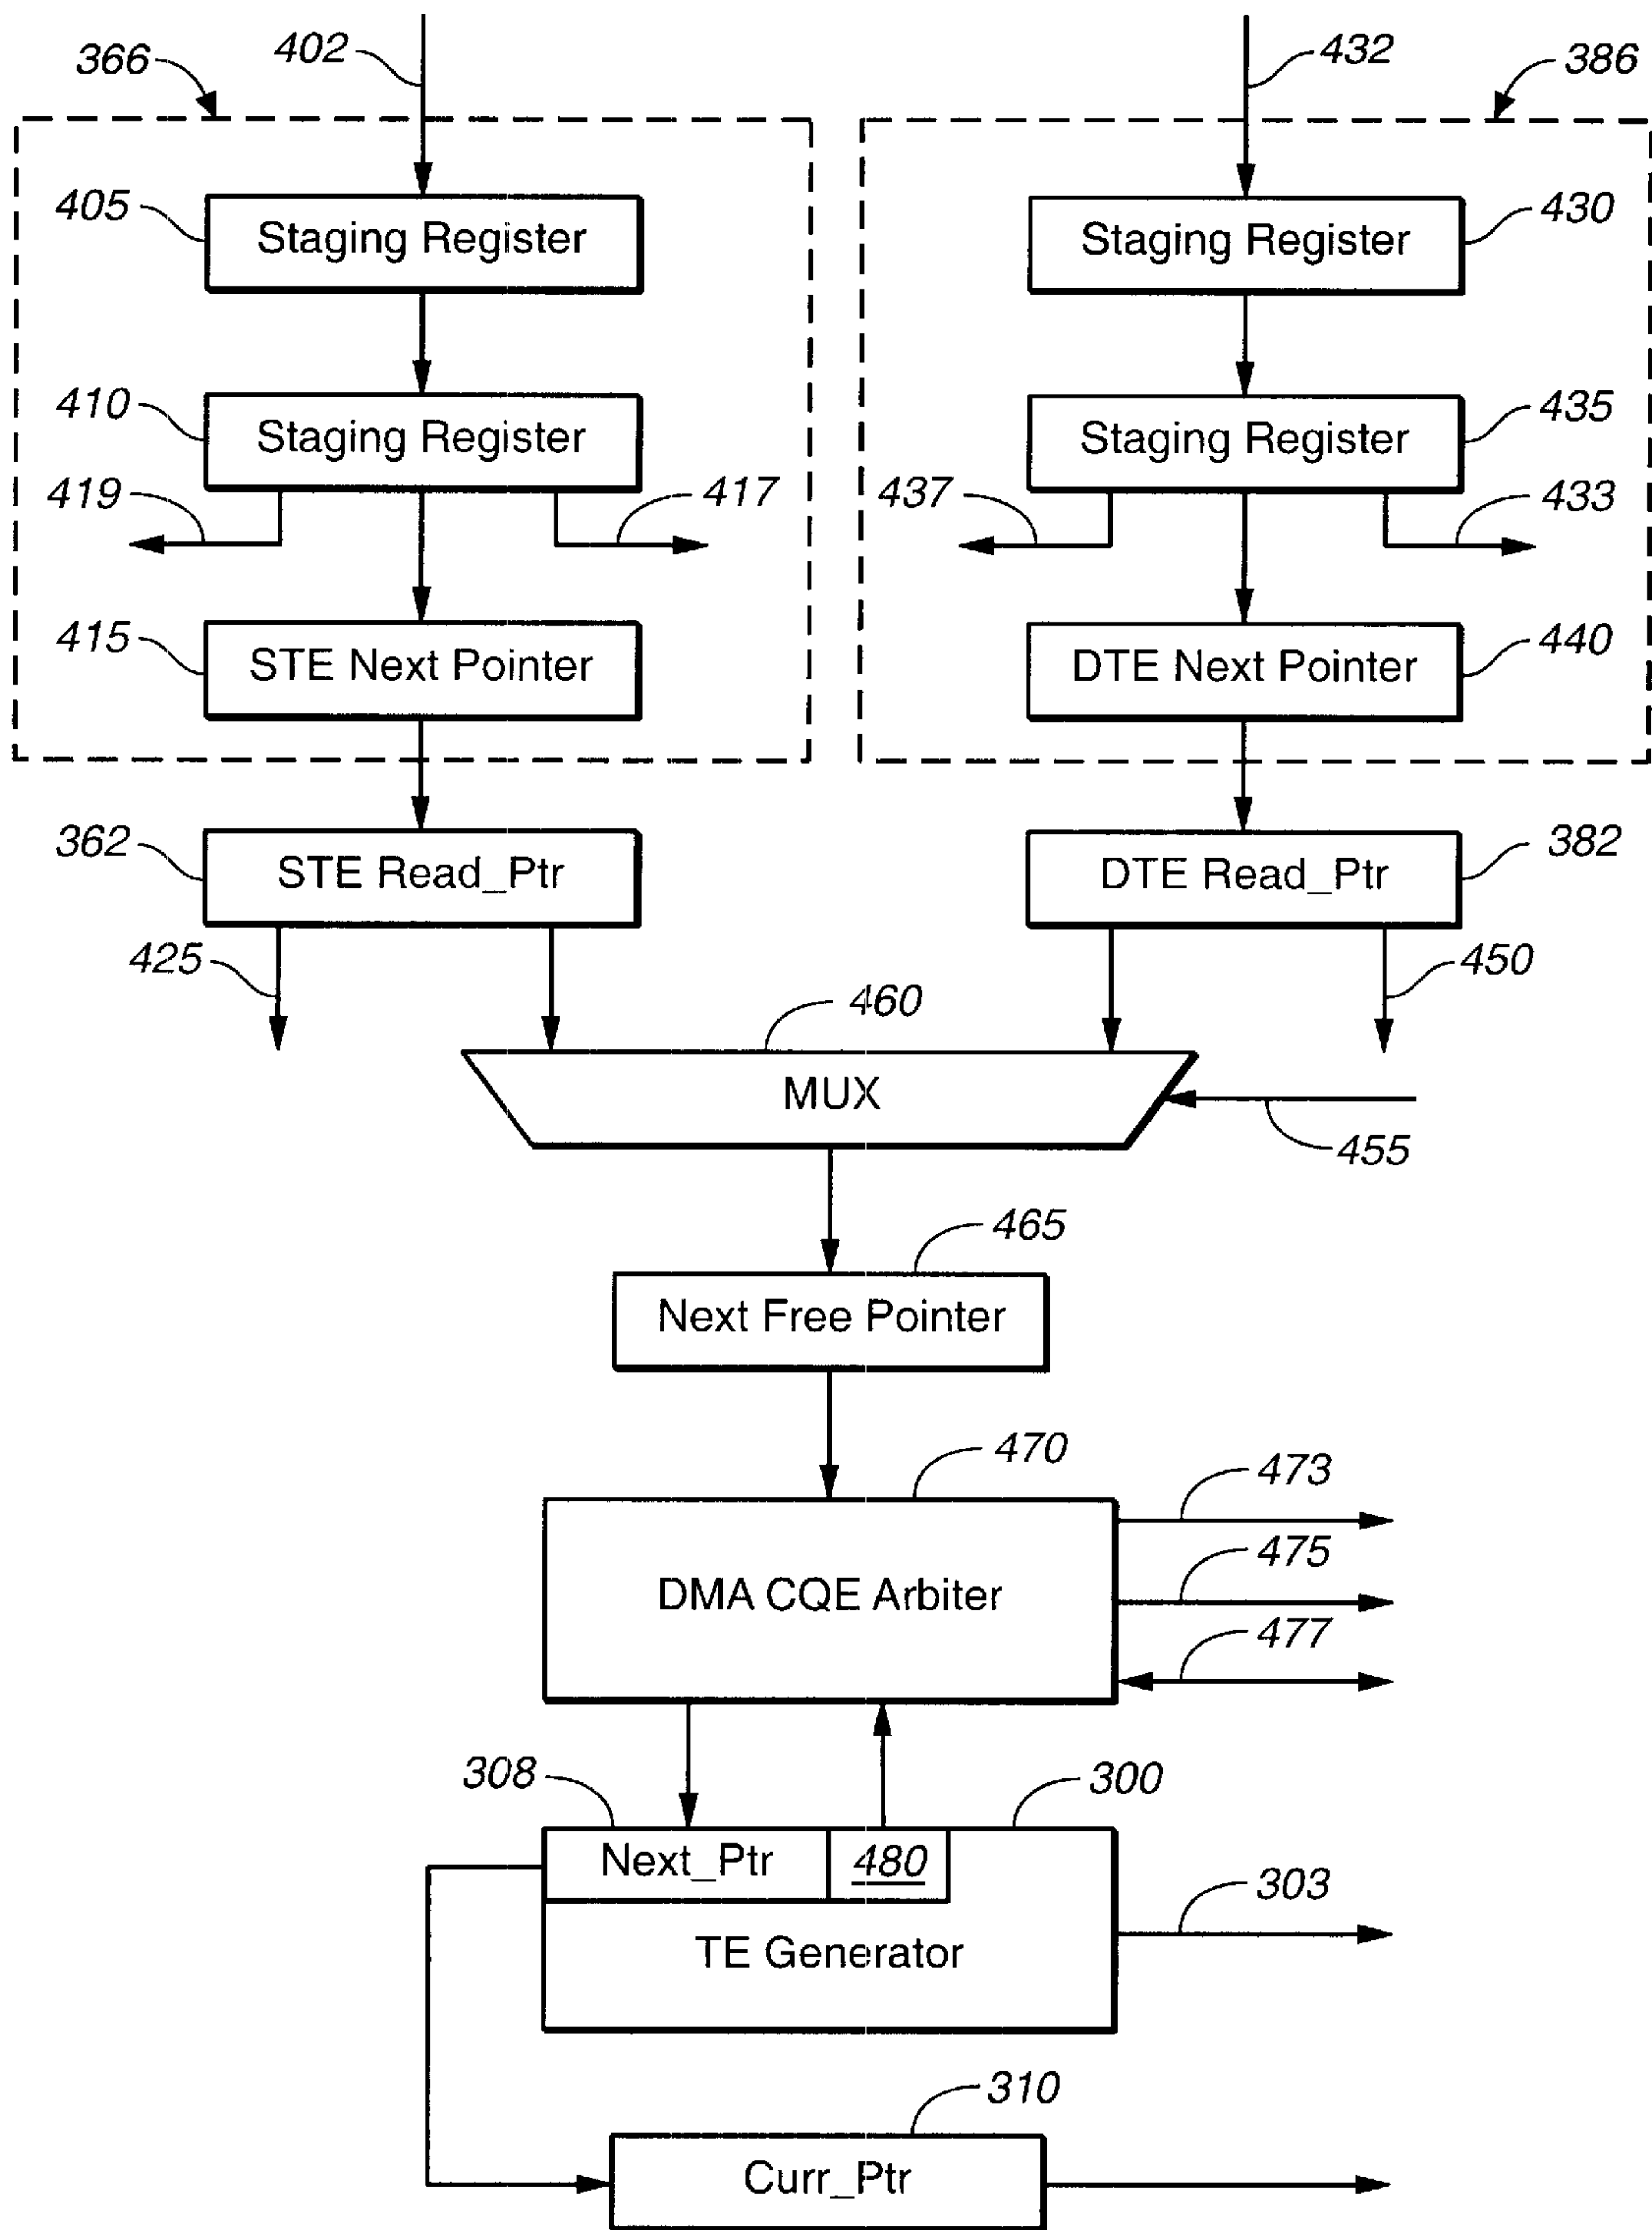 366
402
432
386
405
Staging Register
Staging Register
430
410
Staging Register
Staging Register
435
419
417
437
433
415
STE Next Pointer
DTE Next Pointer
440
362
STE Read_Ptr
DTE Read_Ptr
382
425
450
460
MUX
455
465
Next Free Pointer
470
473
DMA CQE Arbiter
475
477
308
300
Next_Ptr
480
303
TE Generator
310
Curr_Ptr